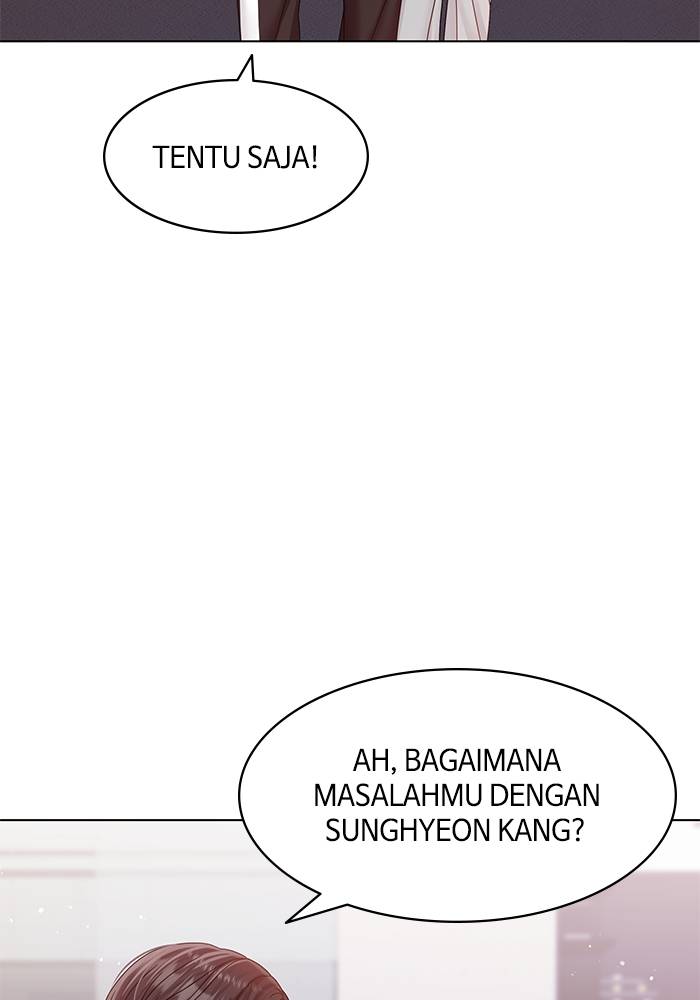 TENTU SAJA!
AH, BAGAIMANA
MASALAHMU DENGAN
SUNGHYEON KANG?